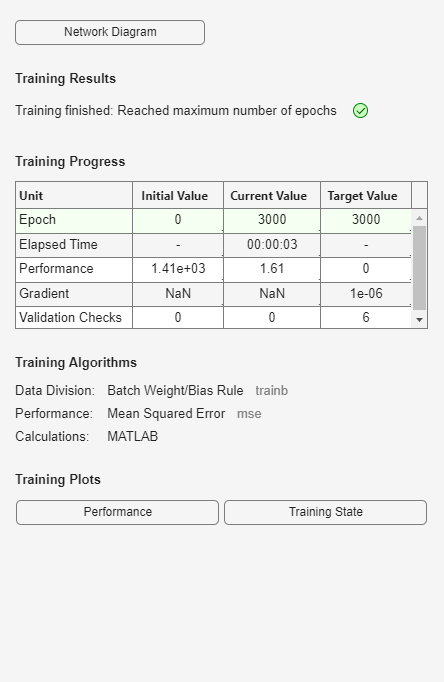 Network Diagram
Training Results
Training finished: Reached maximum number of epochs
Training Progress
Unit Initial Value Current Value Target Value
Epoch 0 3000 3000
Elapsed Time - 00:00:03 -
Performance 1.41e+03 1.61 0
Gradient NaN NaN 1e-06
Validation Checks 0 0 6
Training Algorithms
Data Division: Batch Weight/Bias Rule trainb
Performance: Mean Squared Error mse
Calculations: MATLAB
Training Plots
Performance Training State